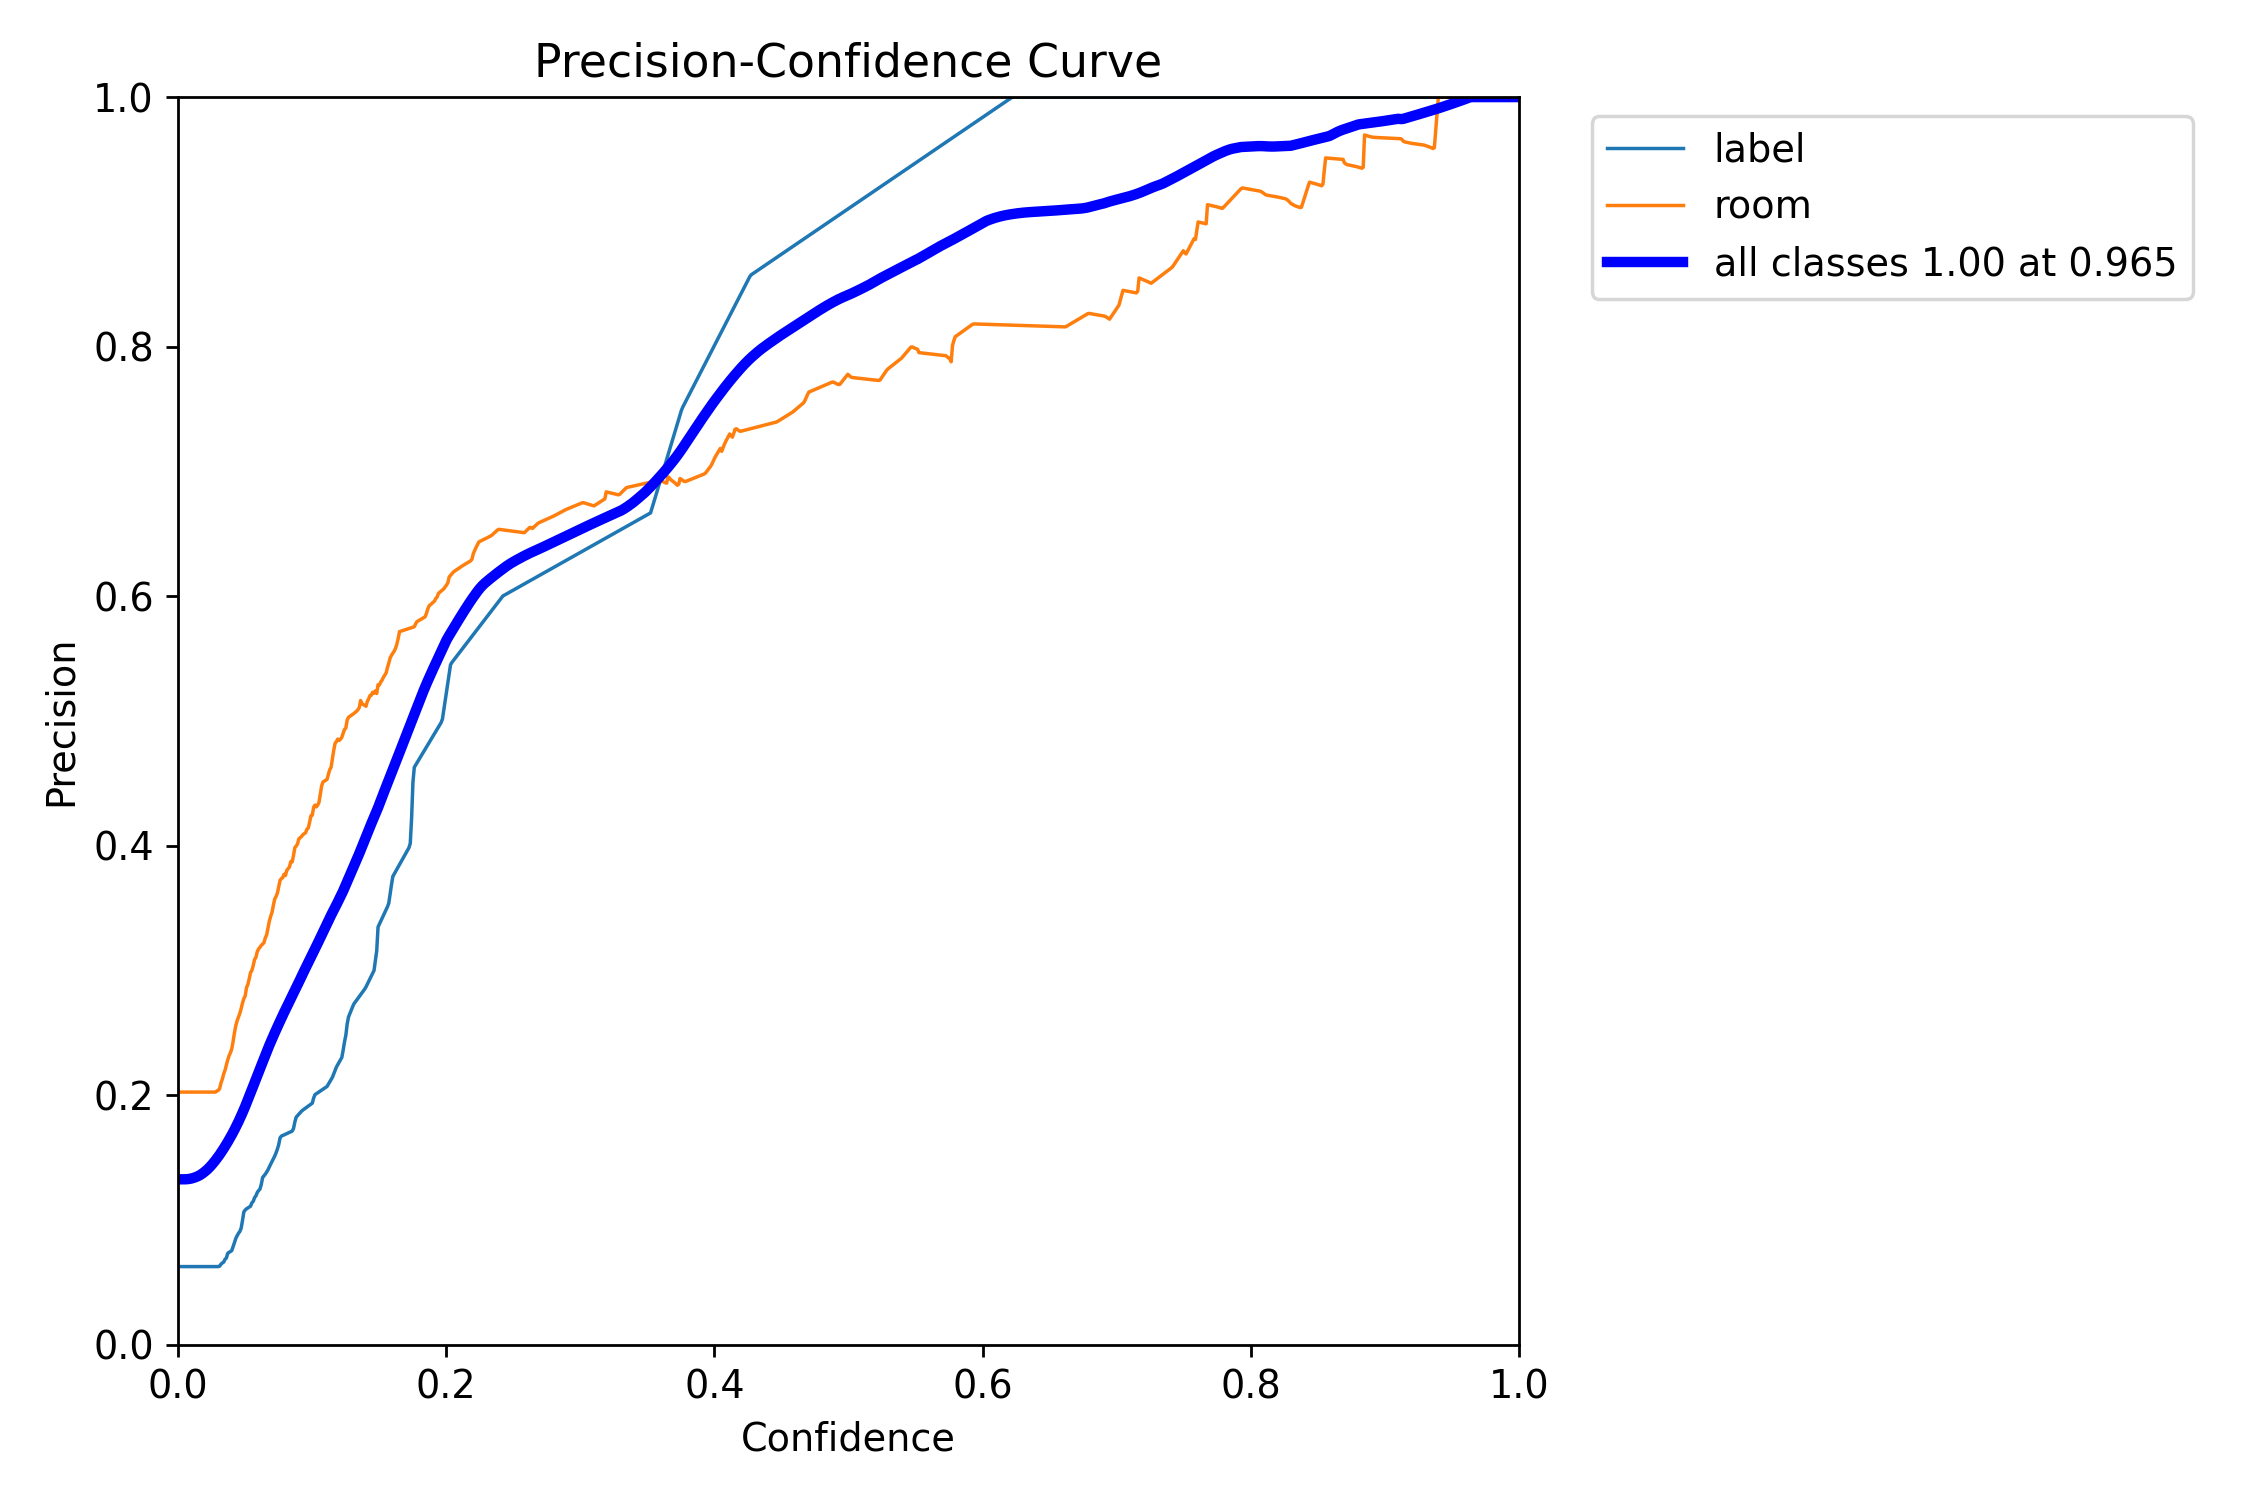 Precision-Confidence Curve
1.0
0.8
0.6
0.4
0.2
0.0
Precision
0.0 0.2 0.4 0.6 0.8 1.0
Confidence
label
room
all classes 1.00 at 0.965